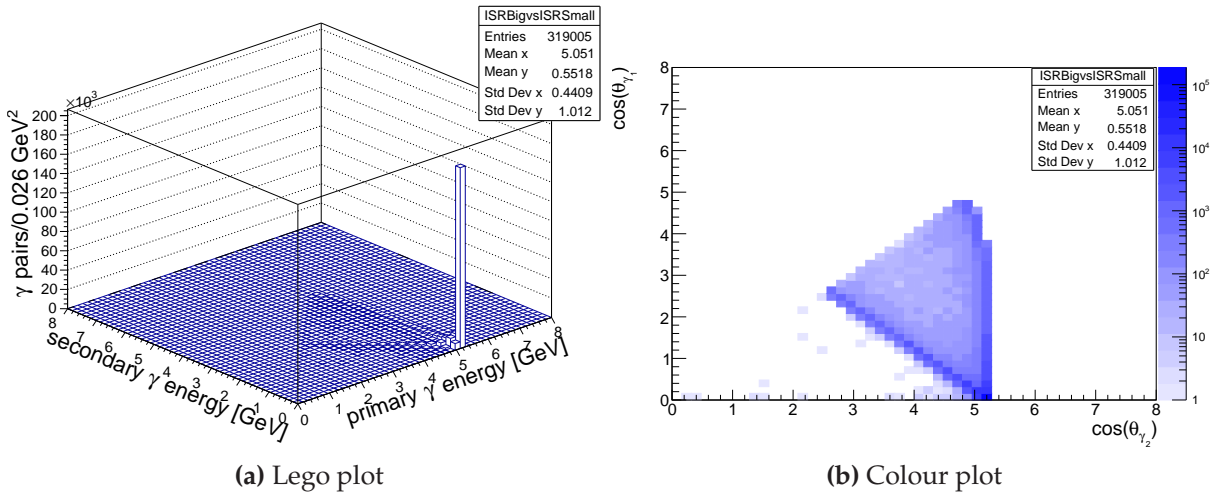 ISRBigvsISRSmall
Entries 319005
Mean x 5.051
Mean y 0.5518
Std Dev x 0.4409
Std Dev y 1.012
×10³
200
180
160
140
120
100
80
60
40
20
0
γ pairs/0.026 GeV²
8 7 6 5 4 3 2 1 0
secondary γ energy [GeV]
0 1 2 3 4 5 6 7 8
primary γ energy [GeV]
(a) Lego plot
ISRBigvsISRSmall
Entries 319005
Mean x 5.051
Mean y 0.5518
Std Dev x 0.4409
Std Dev y 1.012
cos(θγ₁)
8
7
6
5
4
3
2
1
0
0 1 2 3 4 5 6 7 8
cos(θγ₂)
10⁵
10⁴
10³
10²
10
1
(b) Colour plot